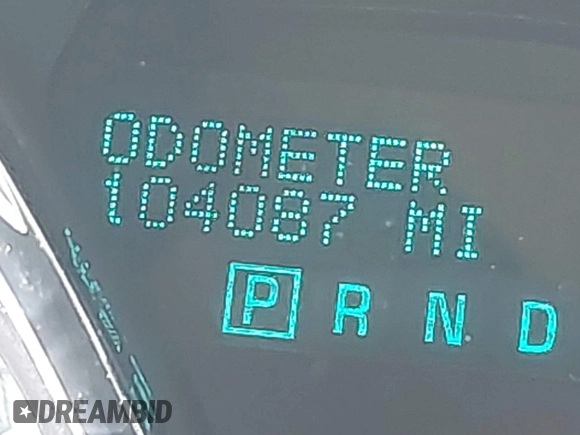 ODOMETER
104087 MI
P R N D
DREAMBID